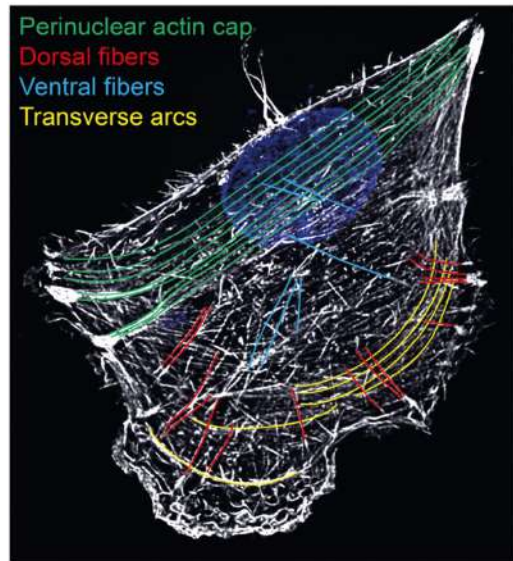 Perinuclear actin cap
Dorsal fibers
Ventral fibers
Transverse arcs